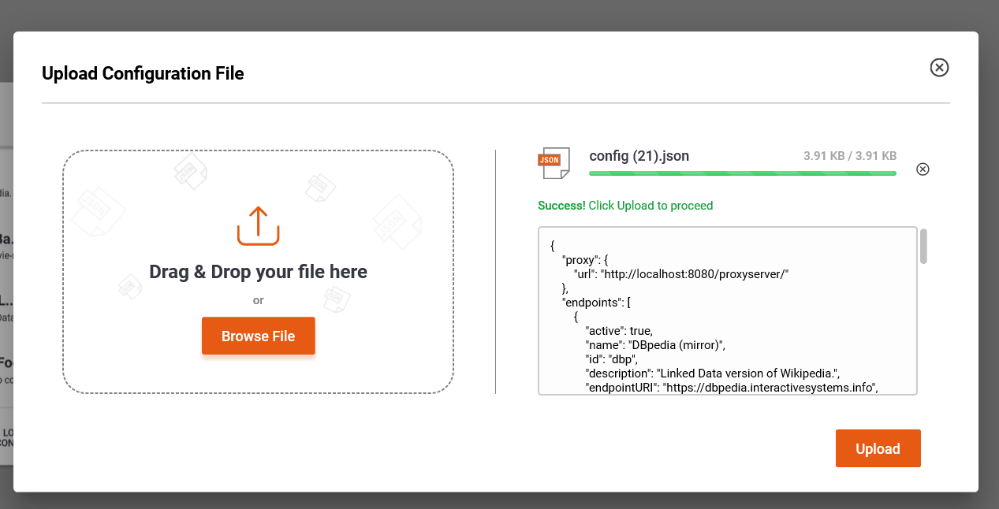 Upload Configuration File
Drag & Drop your file here
or
Browse File
JSON
config (21).json
3.91 KB / 3.91 KB
Success! Click Upload to proceed
{
"proxy": {
"url": "http://localhost:8080/proxyserver/"
},
"endpoints": [
{
"active": true,
"name": "DBpedia (mirror)",
"id": "dbp",
"description": "Linked Data version of Wikipedia.",
"endpointURI": "https://dbpedia.interactivesystems.info",
Upload